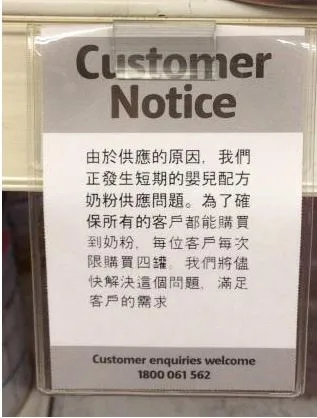 Customer
Notice
由於供應的原因, 我們
正發生短期的嬰兒配方
奶粉供應問題。為了確
保所有的客戶都能購買
到奶粉, 每位客戶每次
限購買四罐. 我們將儘
快解決這個問題, 滿足
客戶的需求
Customer enquiries welcome
1800 061 562